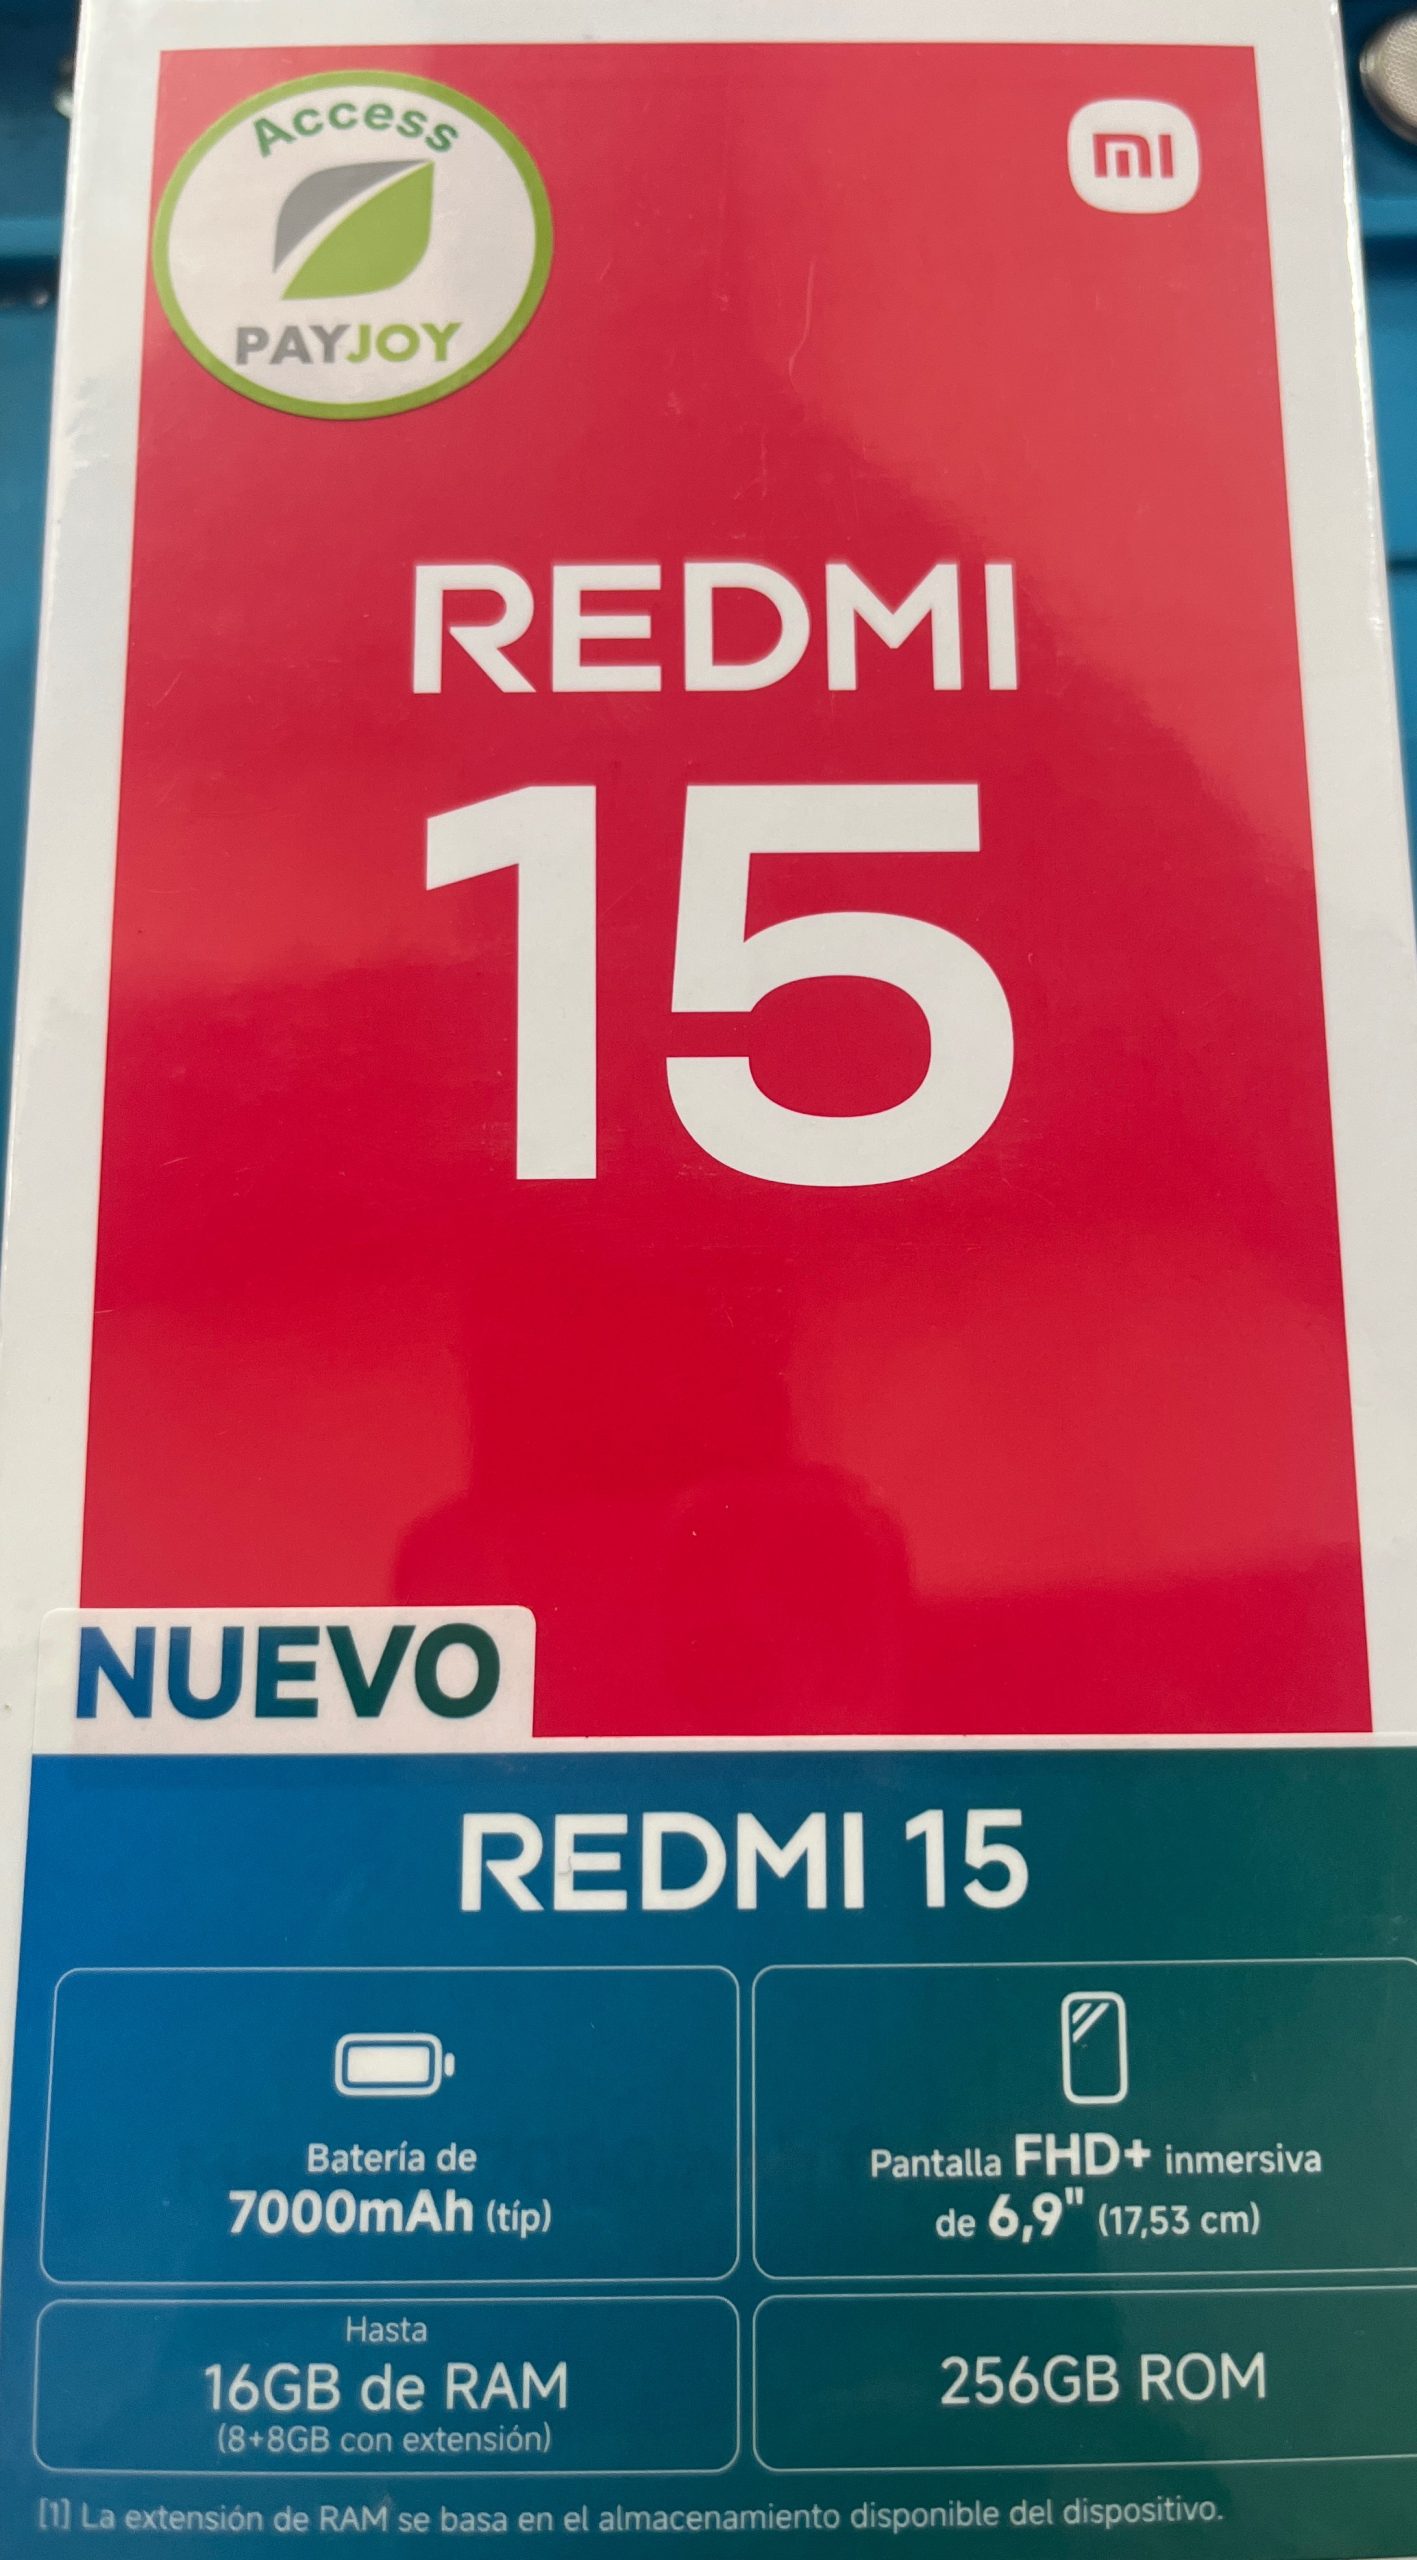 Access
PAYJOY
mi
REDMI
15
NUEVO
REDMI 15
Batería de
7000mAh (típ)
Pantalla FHD+ inmersiva
de 6,9" (17,53 cm)
Hasta
16GB de RAM
(8+8GB con extensión)
256GB ROM
[1] La extensión de RAM se basa en el almacenamiento disponible del dispositivo.